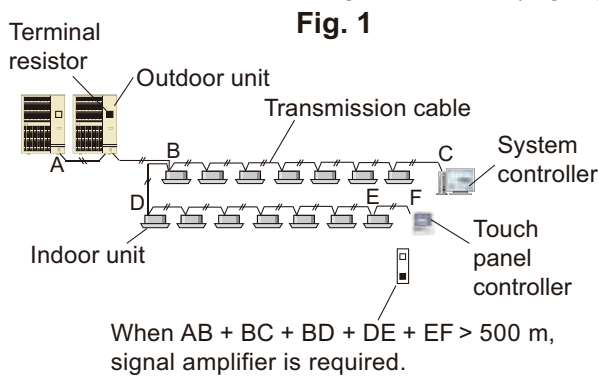 Fig. 1
Terminal
resistor
Outdoor unit
Transmission cable
A
B
C
System
controller
D
E
F
Indoor unit
Touch
panel
controller
When AB + BC + BD + DE + EF > 500 m,
signal amplifier is required.